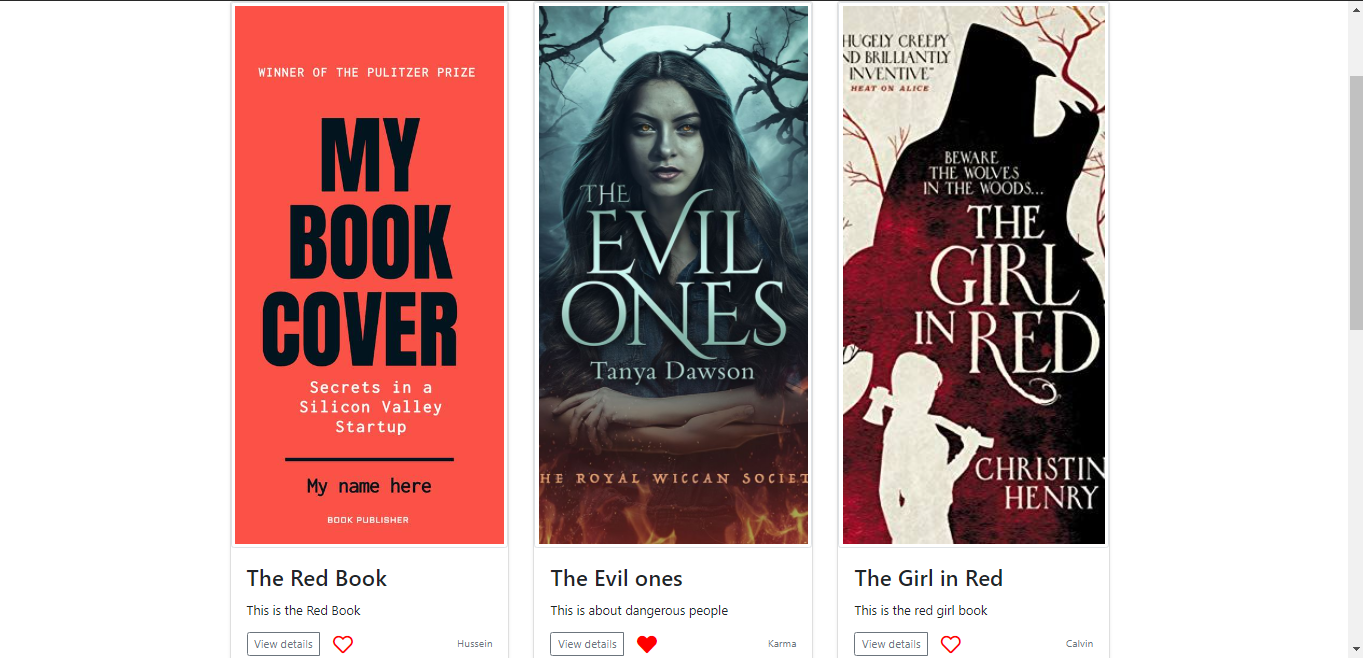 WINNER OF THE PULITZER PRIZE
MY
BOOK
COVER
Secrets in a
Silicon Valley
Startup
My name here
BOOK PUBLISHER
The Red Book
This is the Red Book
View details
Hussein
THE
EVIL
ONES
Tanya Dawson
HE ROYAL WICCAN SOCIET
The Evil ones
This is about dangerous people
View details
Karma
HUGELY CREEPY
ND BRILLIANTLY
INVENTIVE"
HEAT ON ALICE
BEWARE
THE WOLVES
IN THE WOODS...
THE
GIRL
IN RED
CHRISTIN
HENRY
The Girl in Red
This is the red girl book
View details
Calvin